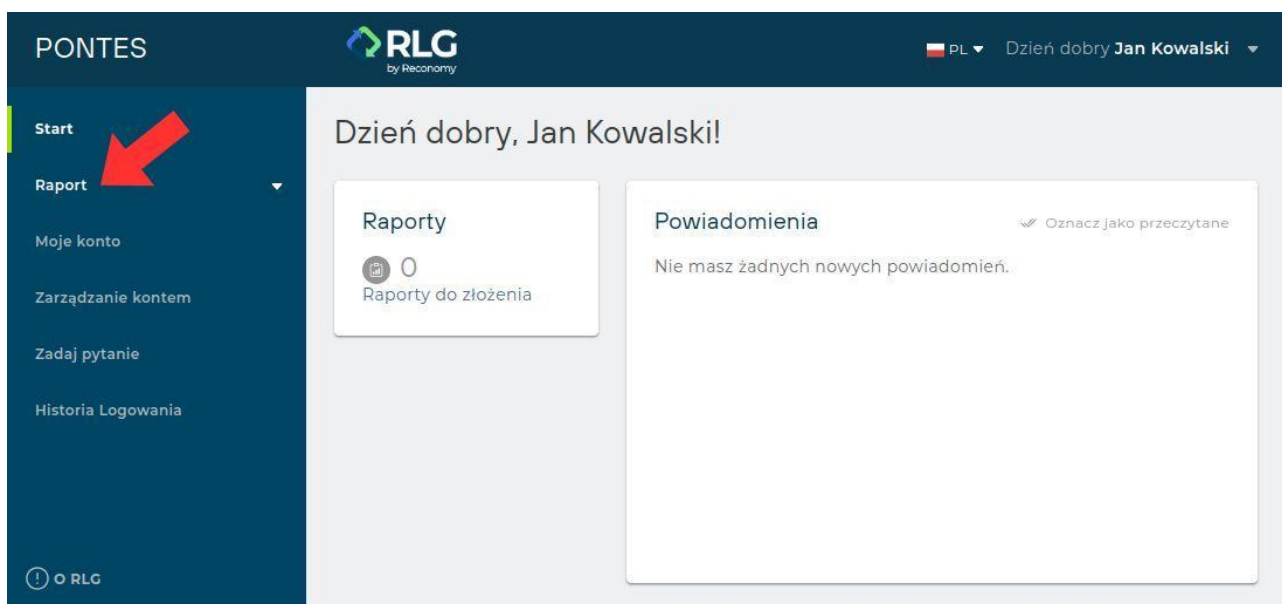 PONTES
RLG
by Reconomy
PL
Dzień dobry Jan Kowalski
Start
Raport
Moje konto
Zarządzanie kontem
Zadaj pytanie
Historia Logowania
O RLG
Dzień dobry, Jan Kowalski!
Raporty
0
Raporty do złożenia
Powiadomienia
Oznacz jako przeczytane
Nie masz żadnych nowych powiadomień.